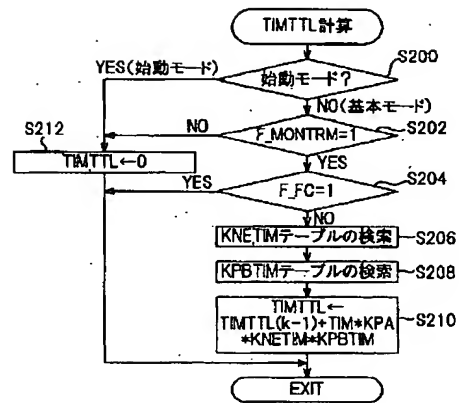 TIMTTL計算
S200
YES(始動モード)
始動モード?
NO(基本モード)
S202
NO
F_MONTRM=1
S212
TIMTTL←0
YES
S204
YES
F_FC=1
NO
KNETIMテーブルの検索
S206
KPBTIMテーブルの検索
S208
TIMTTL←
TIMTTL(k-1)+TIM*KPA
*KNETIM*KPBTIM
S210
EXIT